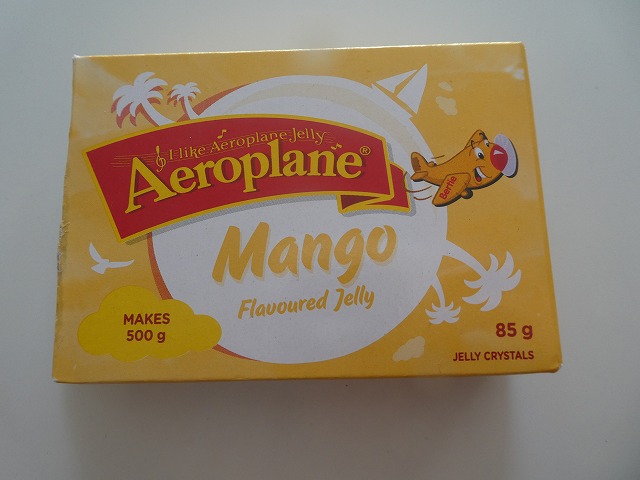 I like Aeroplane Jelly
Aeroplane®
Bertie
Mango
Flavoured Jelly
MAKES
500 g
85 g
JELLY CRYSTALS